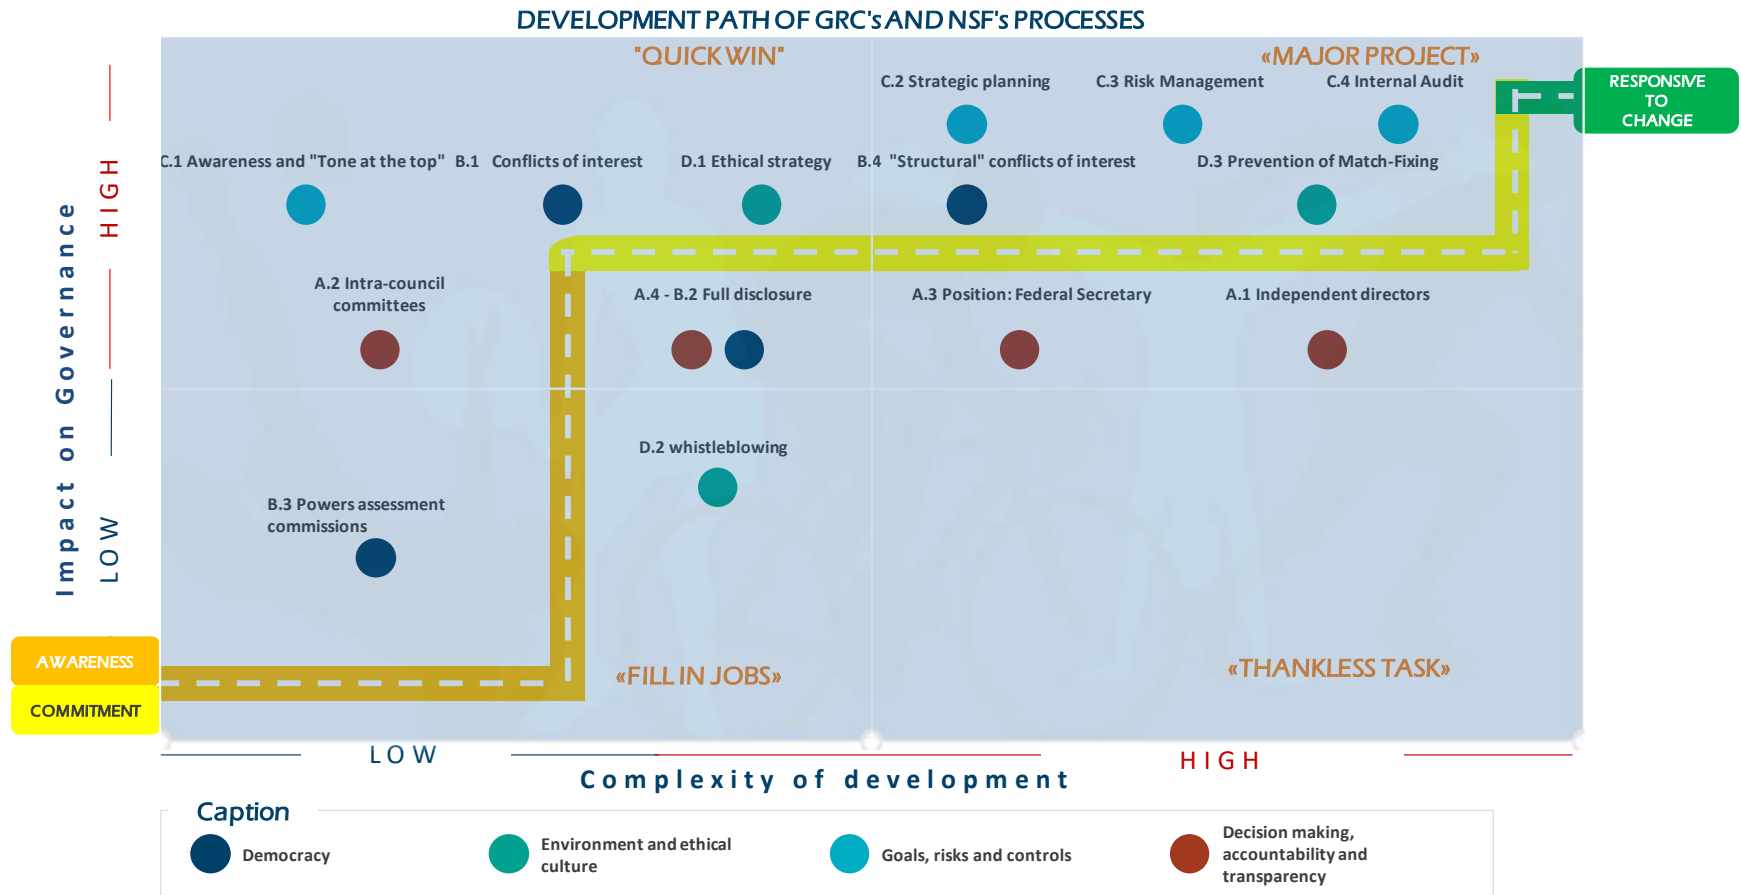 DEVELOPMENT PATH OF GRC's AND NSF's PROCESSES
"QUICK WIN"
«MAJOR PROJECT»
C.2 Strategic planning
C.3 Risk Management
C.4 Internal Audit
RESPONSIVE
TO
CHANGE
C.1 Awareness and "Tone at the top"
B.1 Conflicts of interest
D.1 Ethical strategy
B.4 "Structural" conflicts of interest
D.3 Prevention of Match-Fixing
A.2 Intra-council
committees
A.4 - B.2 Full disclosure
A.3 Position: Federal Secretary
A.1 Independent directors
Impact on Governance
HIGH
LOW
D.2 whistleblowing
B.3 Powers assessment
commissions
AWARENESS
COMMITMENT
«FILL IN JOBS»
«THANKLESS TASK»
LOW
HIGH
Complexity of development
Caption
Democracy
Environment and ethical
culture
Goals, risks and controls
Decision making,
accountability and
transparency